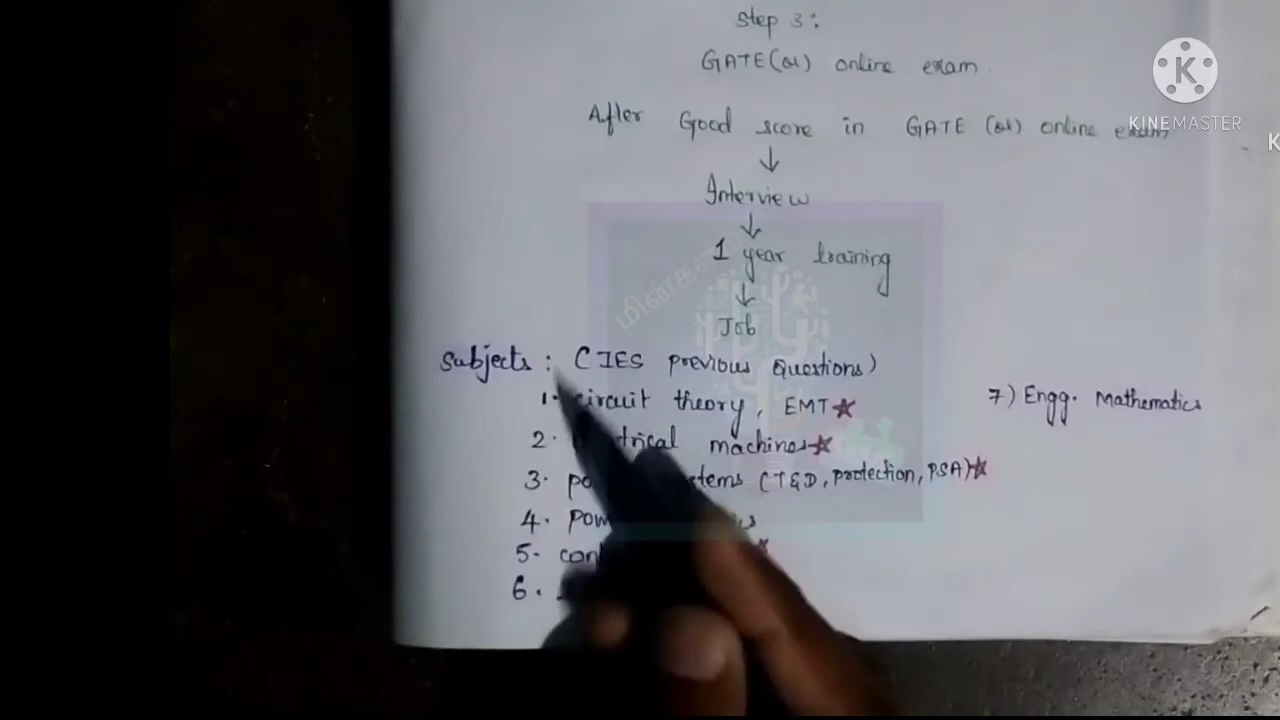 Step 3:
GATE (or) online exam.
After Good score in GATE (or) online exam
↓
Interview
↓
1 year training
↓
Job
Subjects: (IES previous Questions)
1. circuit theory, EMT
2. machines
3. (T&D, protection, PSA)
4.
5.
6.
7) Engg. Mathematics
KINEMASTER
K